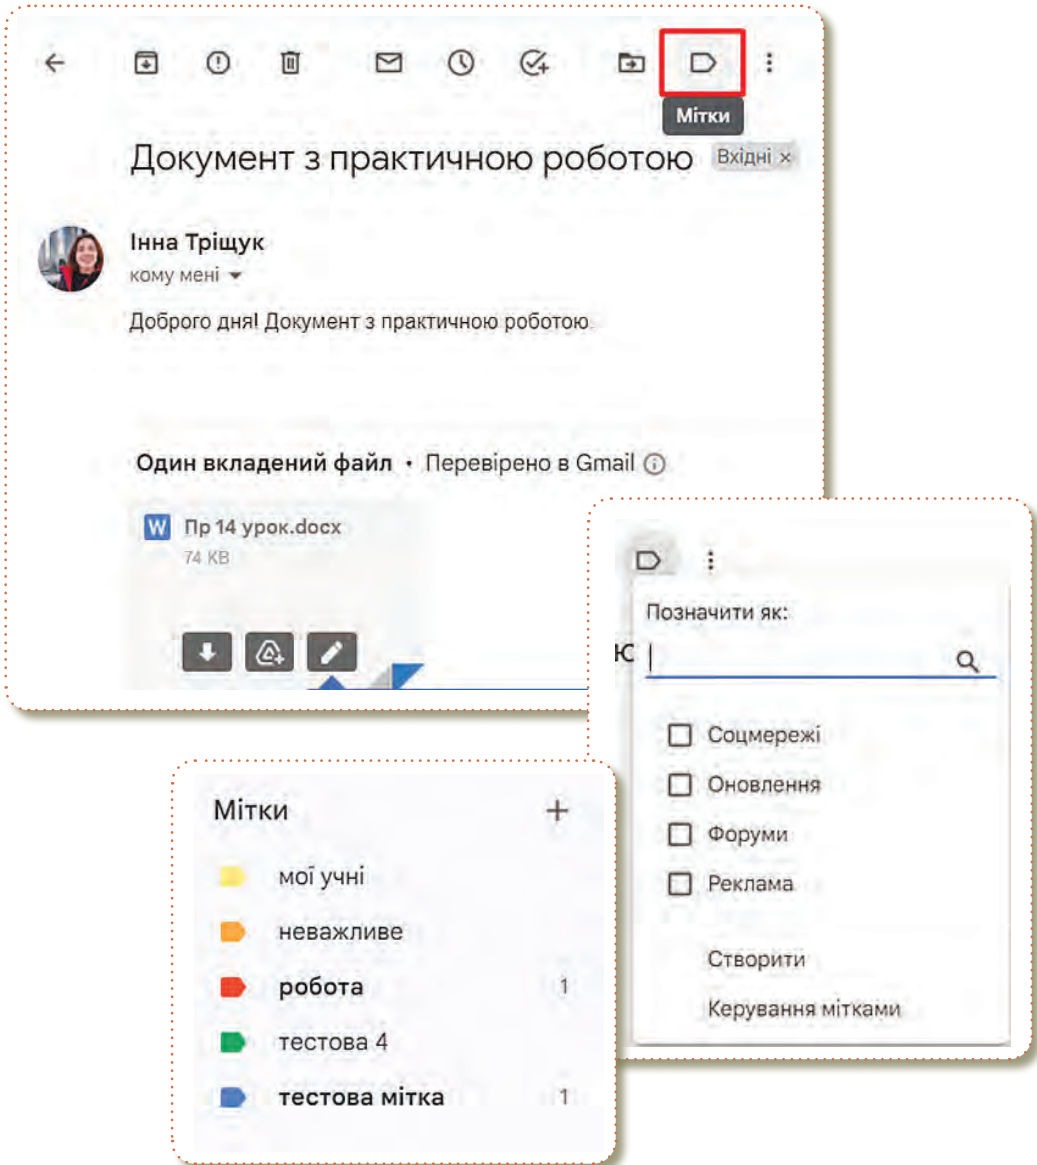 Мітки
Документ з практичною роботою Вхідні ×
Інна Тріщук
кому мені
Доброго дня! Документ з практичною роботою.
Один вкладений файл • Перевірено в Gmail
W Пр 14 урок.docx
74 KB
Позначити як:
ю
Соцмережі
Оновлення
Форуми
Реклама
Створити
Керування мітками
Мітки +
мої учні
неважливе
робота 1
тестова 4
тестова мітка 1